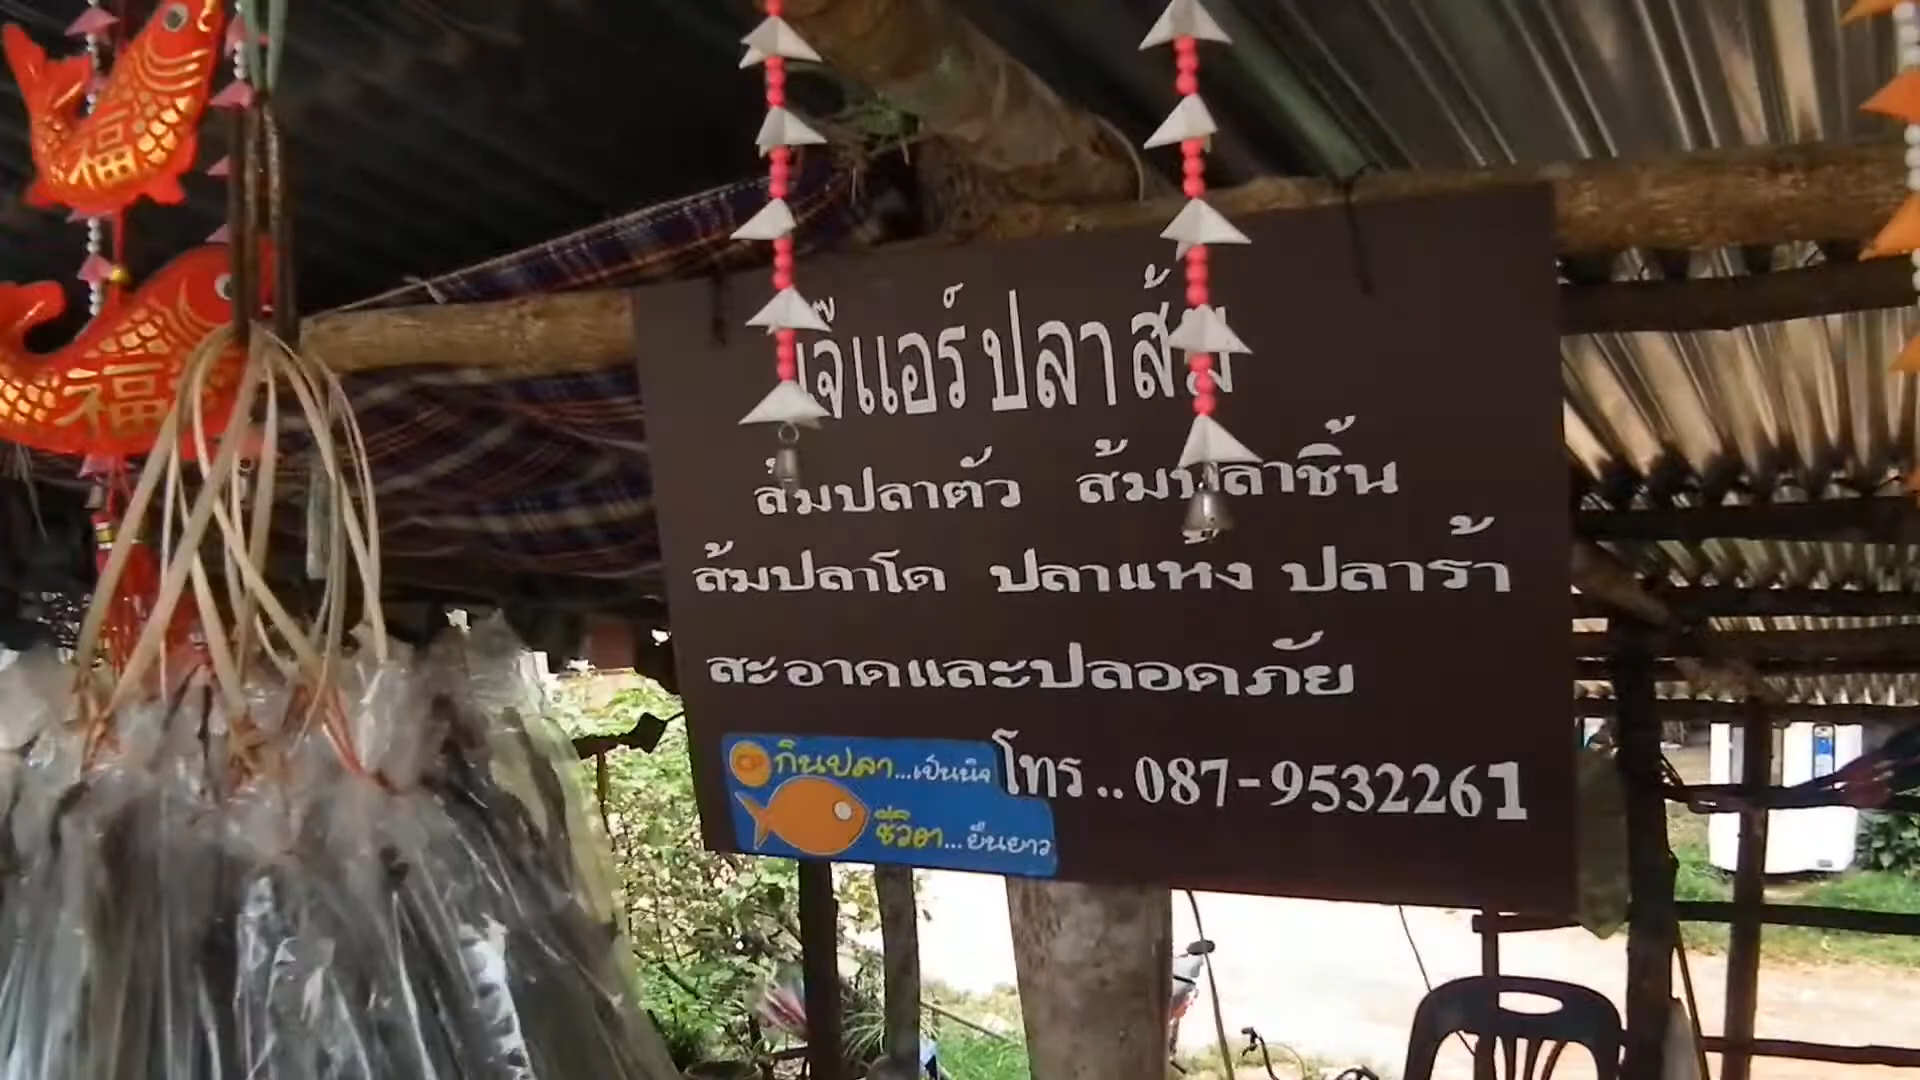 福
福
เจ๊แอร์ ปลาส้ม
ส้มปลาตัว ส้มปลาชิ้น
ส้มปลาโด ปลาแห้ง ปลาร้า
สะอาดและปลอดภัย
โทร..087-9532261
CP กินปลา...เป็นนิจ
ชีวิตา...ยืนยาว